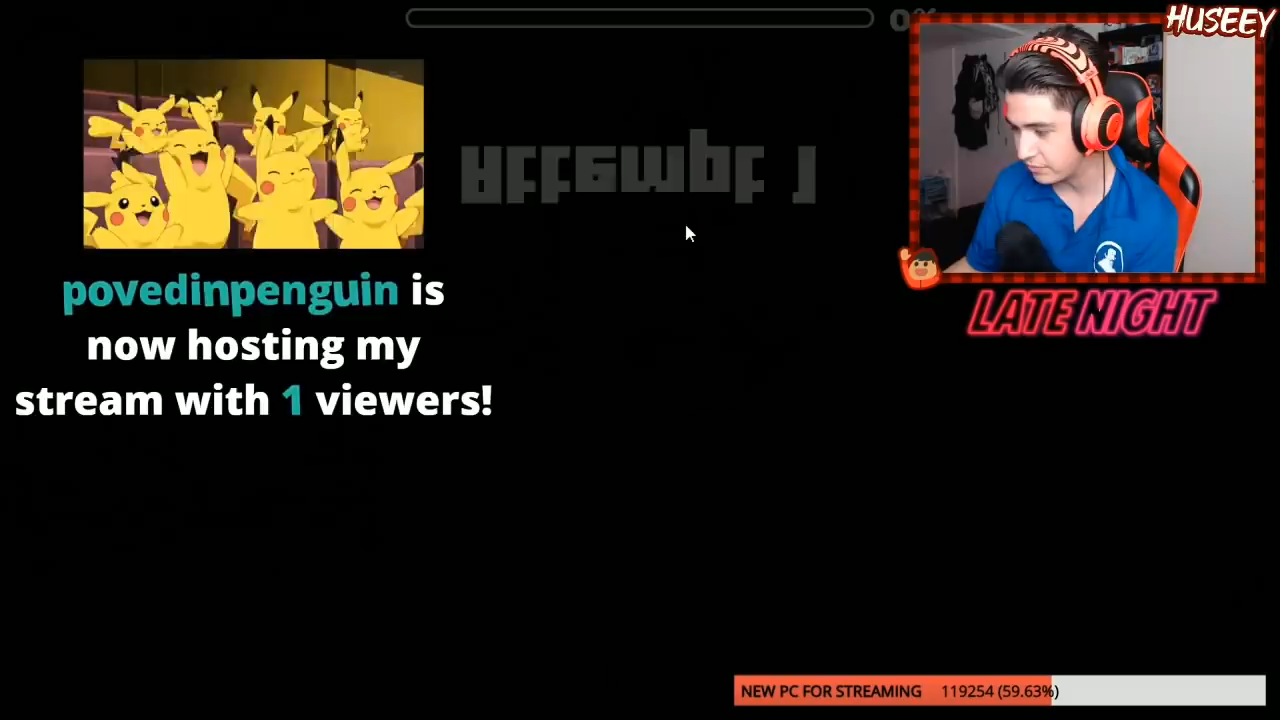 0%
HUSEEY
povedinpenguin is
now hosting my
stream with 1 viewers!
LATE NIGHT
NEW PC FOR STREAMING 119254 (59.63%)